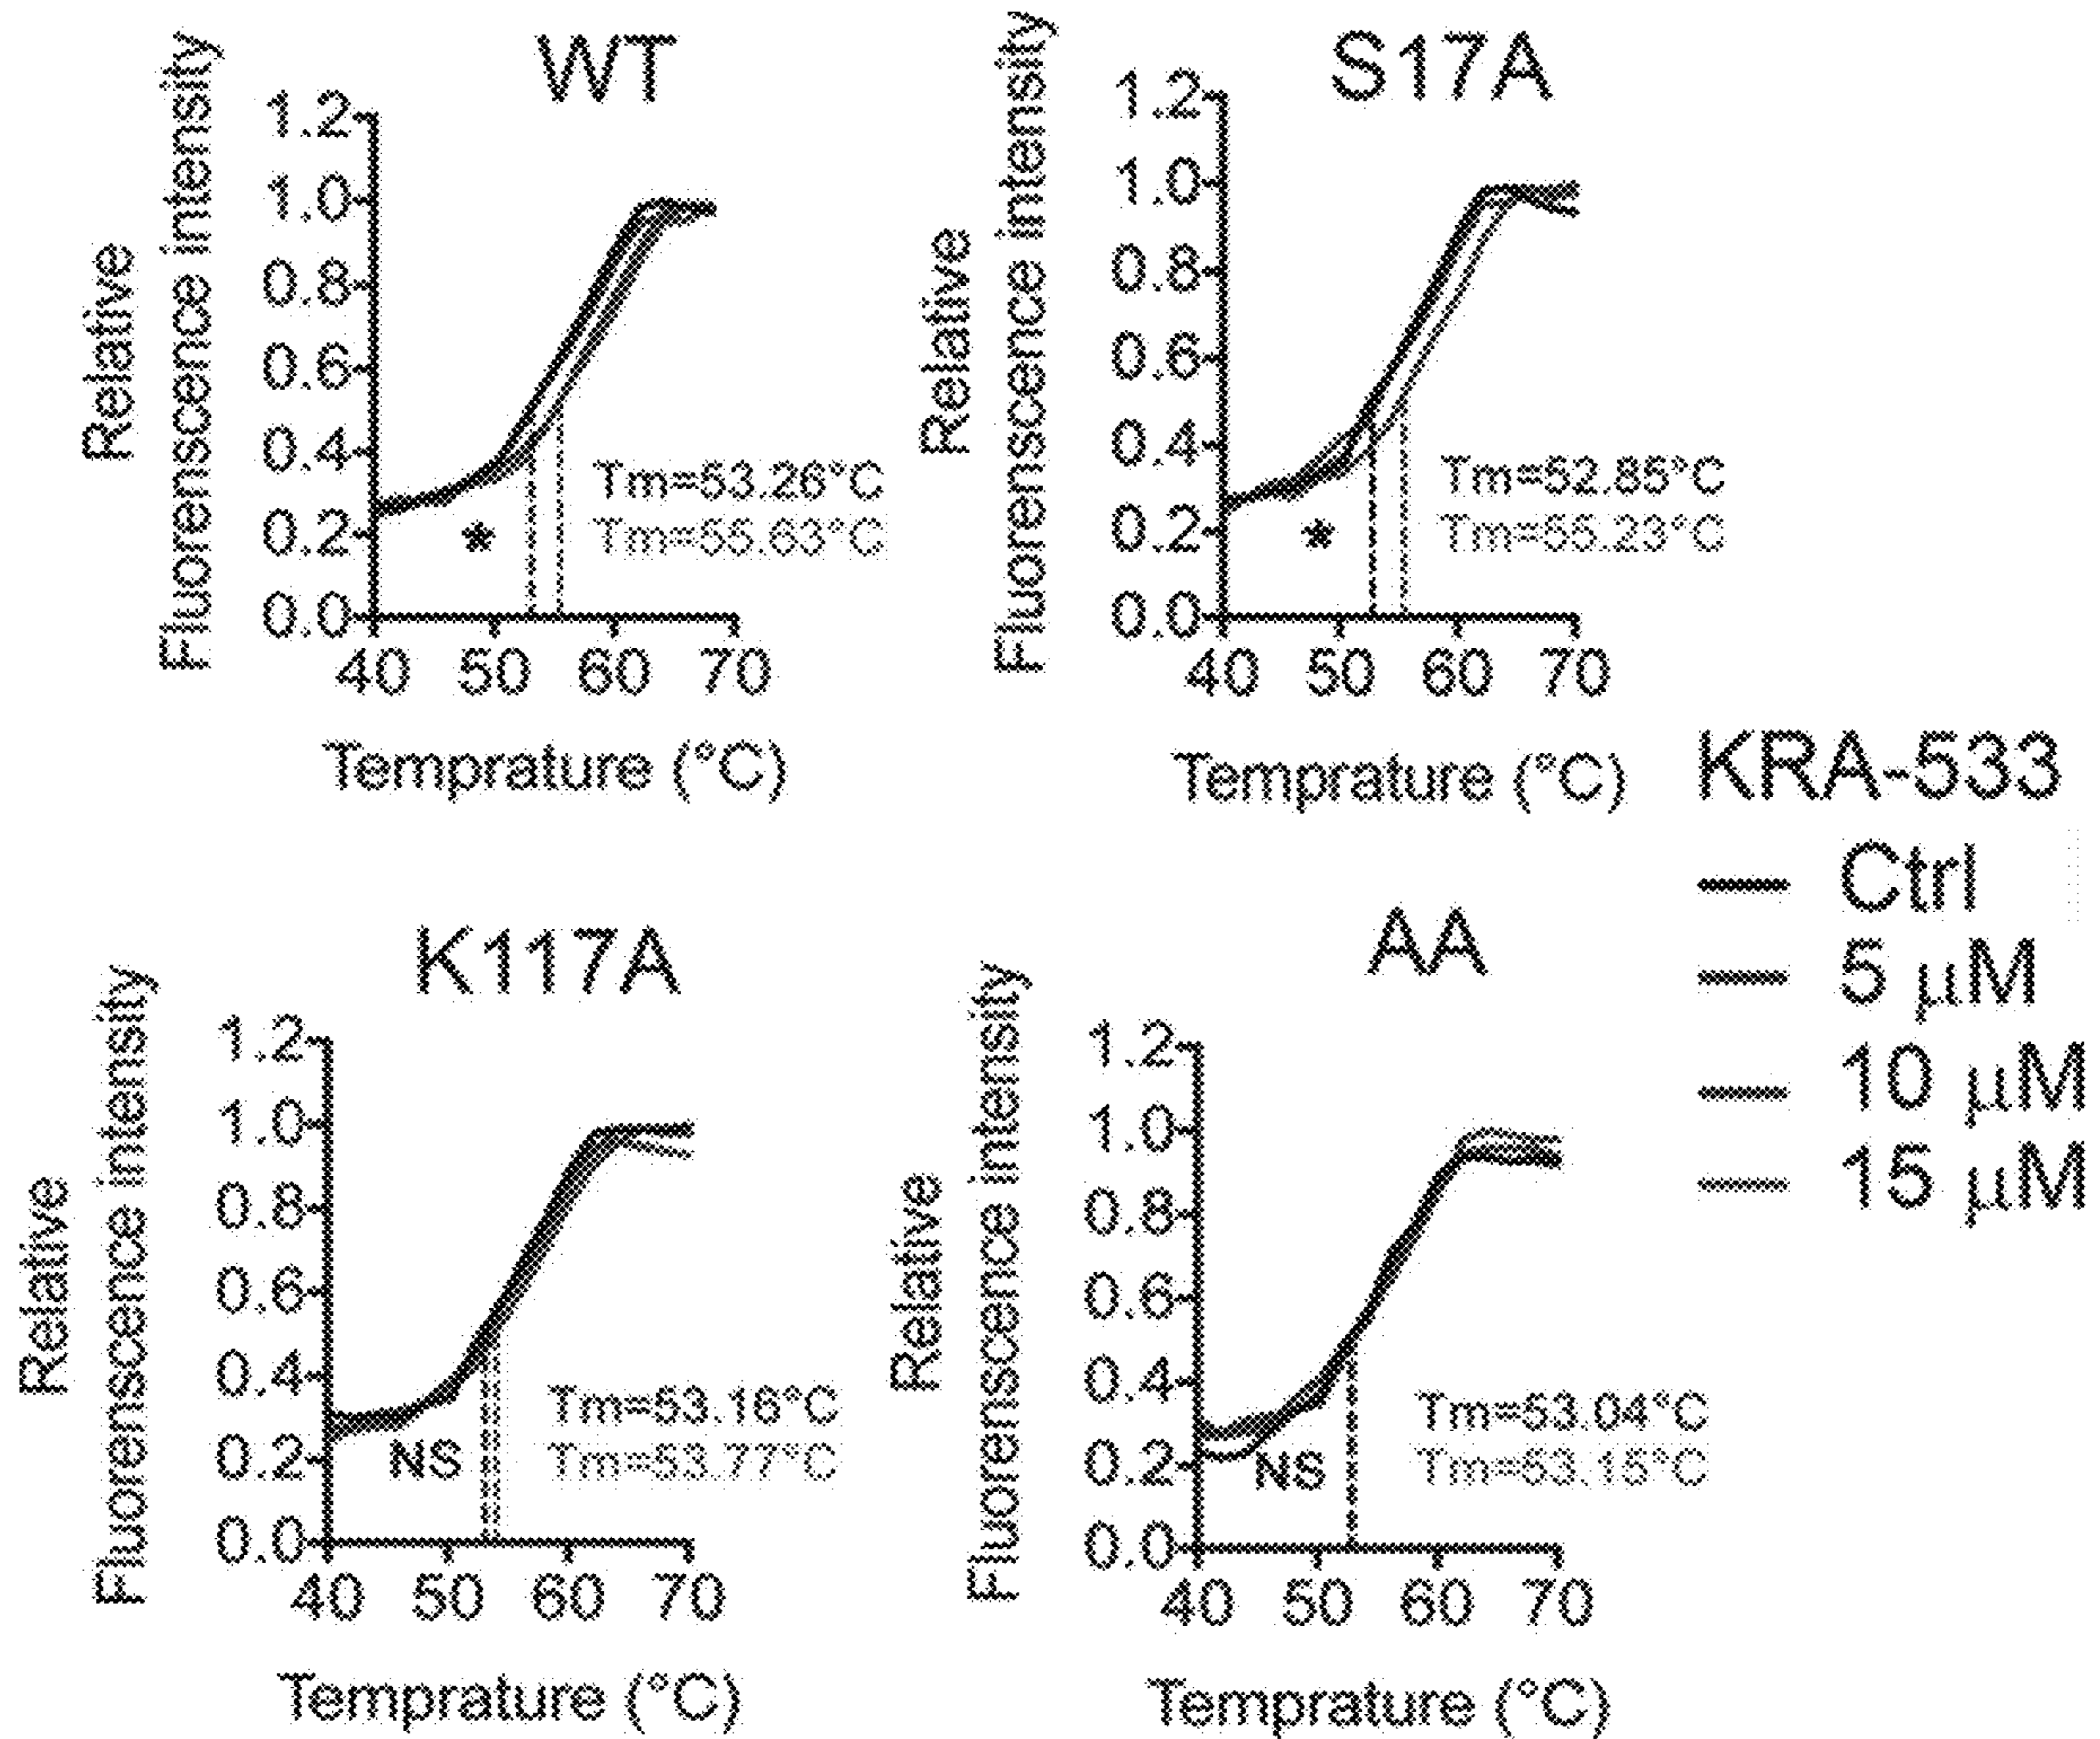 WT
Relative
Fluorenscence intensity
1.2
1.0
0.8
0.6
0.4
0.2
0.0
Tm=53.26°C
Tm=55.63°C
*
40 50 60 70
Temprature (°C)
S17A
Relative
Fluorenscence intensity
1.2
1.0
0.8
0.6
0.4
0.2
0.0
Tm=52.85°C
Tm=55.23°C
*
40 50 60 70
Temprature (°C)
KRA-533
Ctrl
5 μM
10 μM
15 μM
K117A
Relative
Fluorenscence intensity
1.2
1.0
0.8
0.6
0.4
0.2
0.0
Tm=53.16°C
Tm=53.77°C
NS
40 50 60 70
Temprature (°C)
AA
Relative
Fluorenscence intensity
1.2
1.0
0.8
0.6
0.4
0.2
0.0
Tm=53.04°C
Tm=53.15°C
NS
40 50 60 70
Temprature (°C)